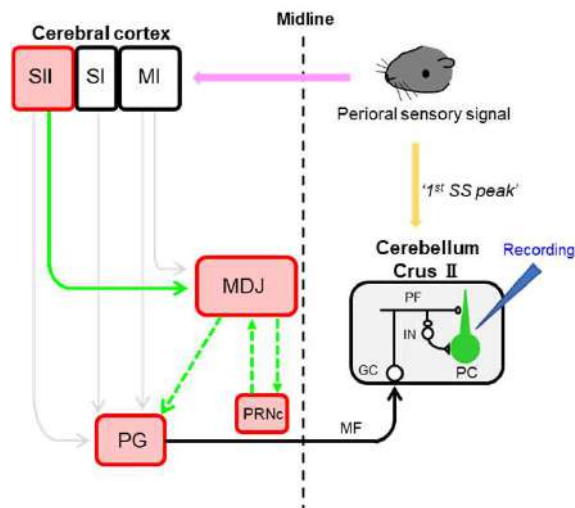 Midline
Cerebral cortex
SII
SI
MI
Perioral sensory signal
'1st SS peak'
Cerebellum
Crus II
Recording
MDJ
PF
IN
GC
PC
PRNc
PG
MF